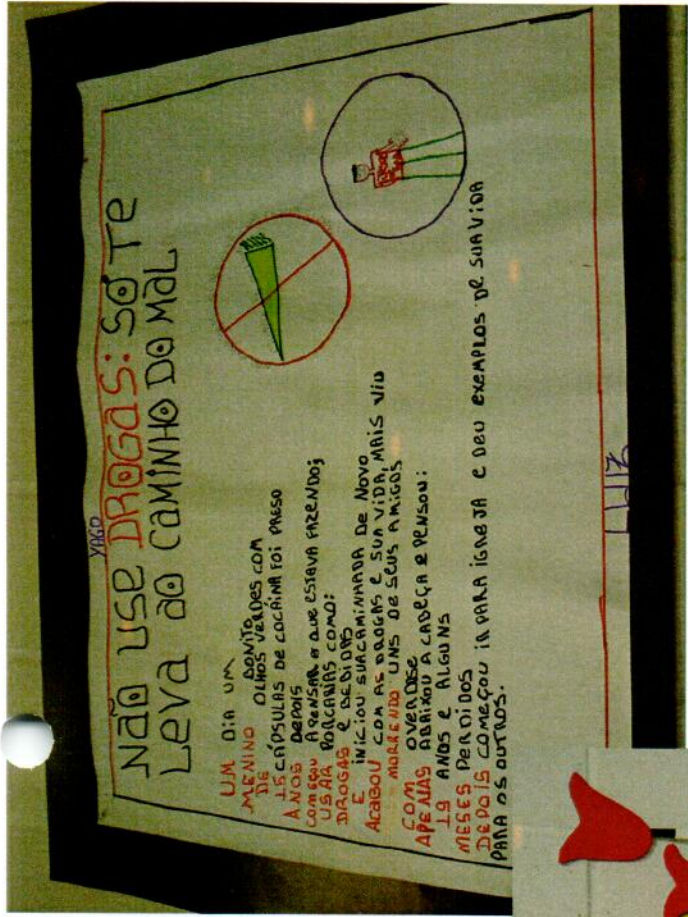 YAGO
NÃO USE DROGAS: SÓ TE
LEVA AO CAMINHO DO MAL
UM DIA UM
MENINO BONITO
DE OLHOS VERDES COM
15 CÁPSULAS DE COCAÍNA FOI PRESO
ANOS DEPOIS
COMEÇOU A PENSAR O QUE ESTAVA FAZENDO;
USAR PORCARIAS COMO:
DROGAS E BEBIDAS
E INICIOU SUA CAMINHADA DE NOVO
ACABOU COM AS DROGAS E SUA VIDA, MAIS VIU
MORRENDO UNS DE SEUS AMIGOS
COM OVERDISE
APENAS ABAIXOU A CABEÇA E PENSOU:
19 ANOS E ALGUNS
MESES PERDIDOS
DEPOIS COMEÇOU IR PARA IGREJA E DEU EXEMPLOS DE SUA VIDA
PARA OS OUTROS.